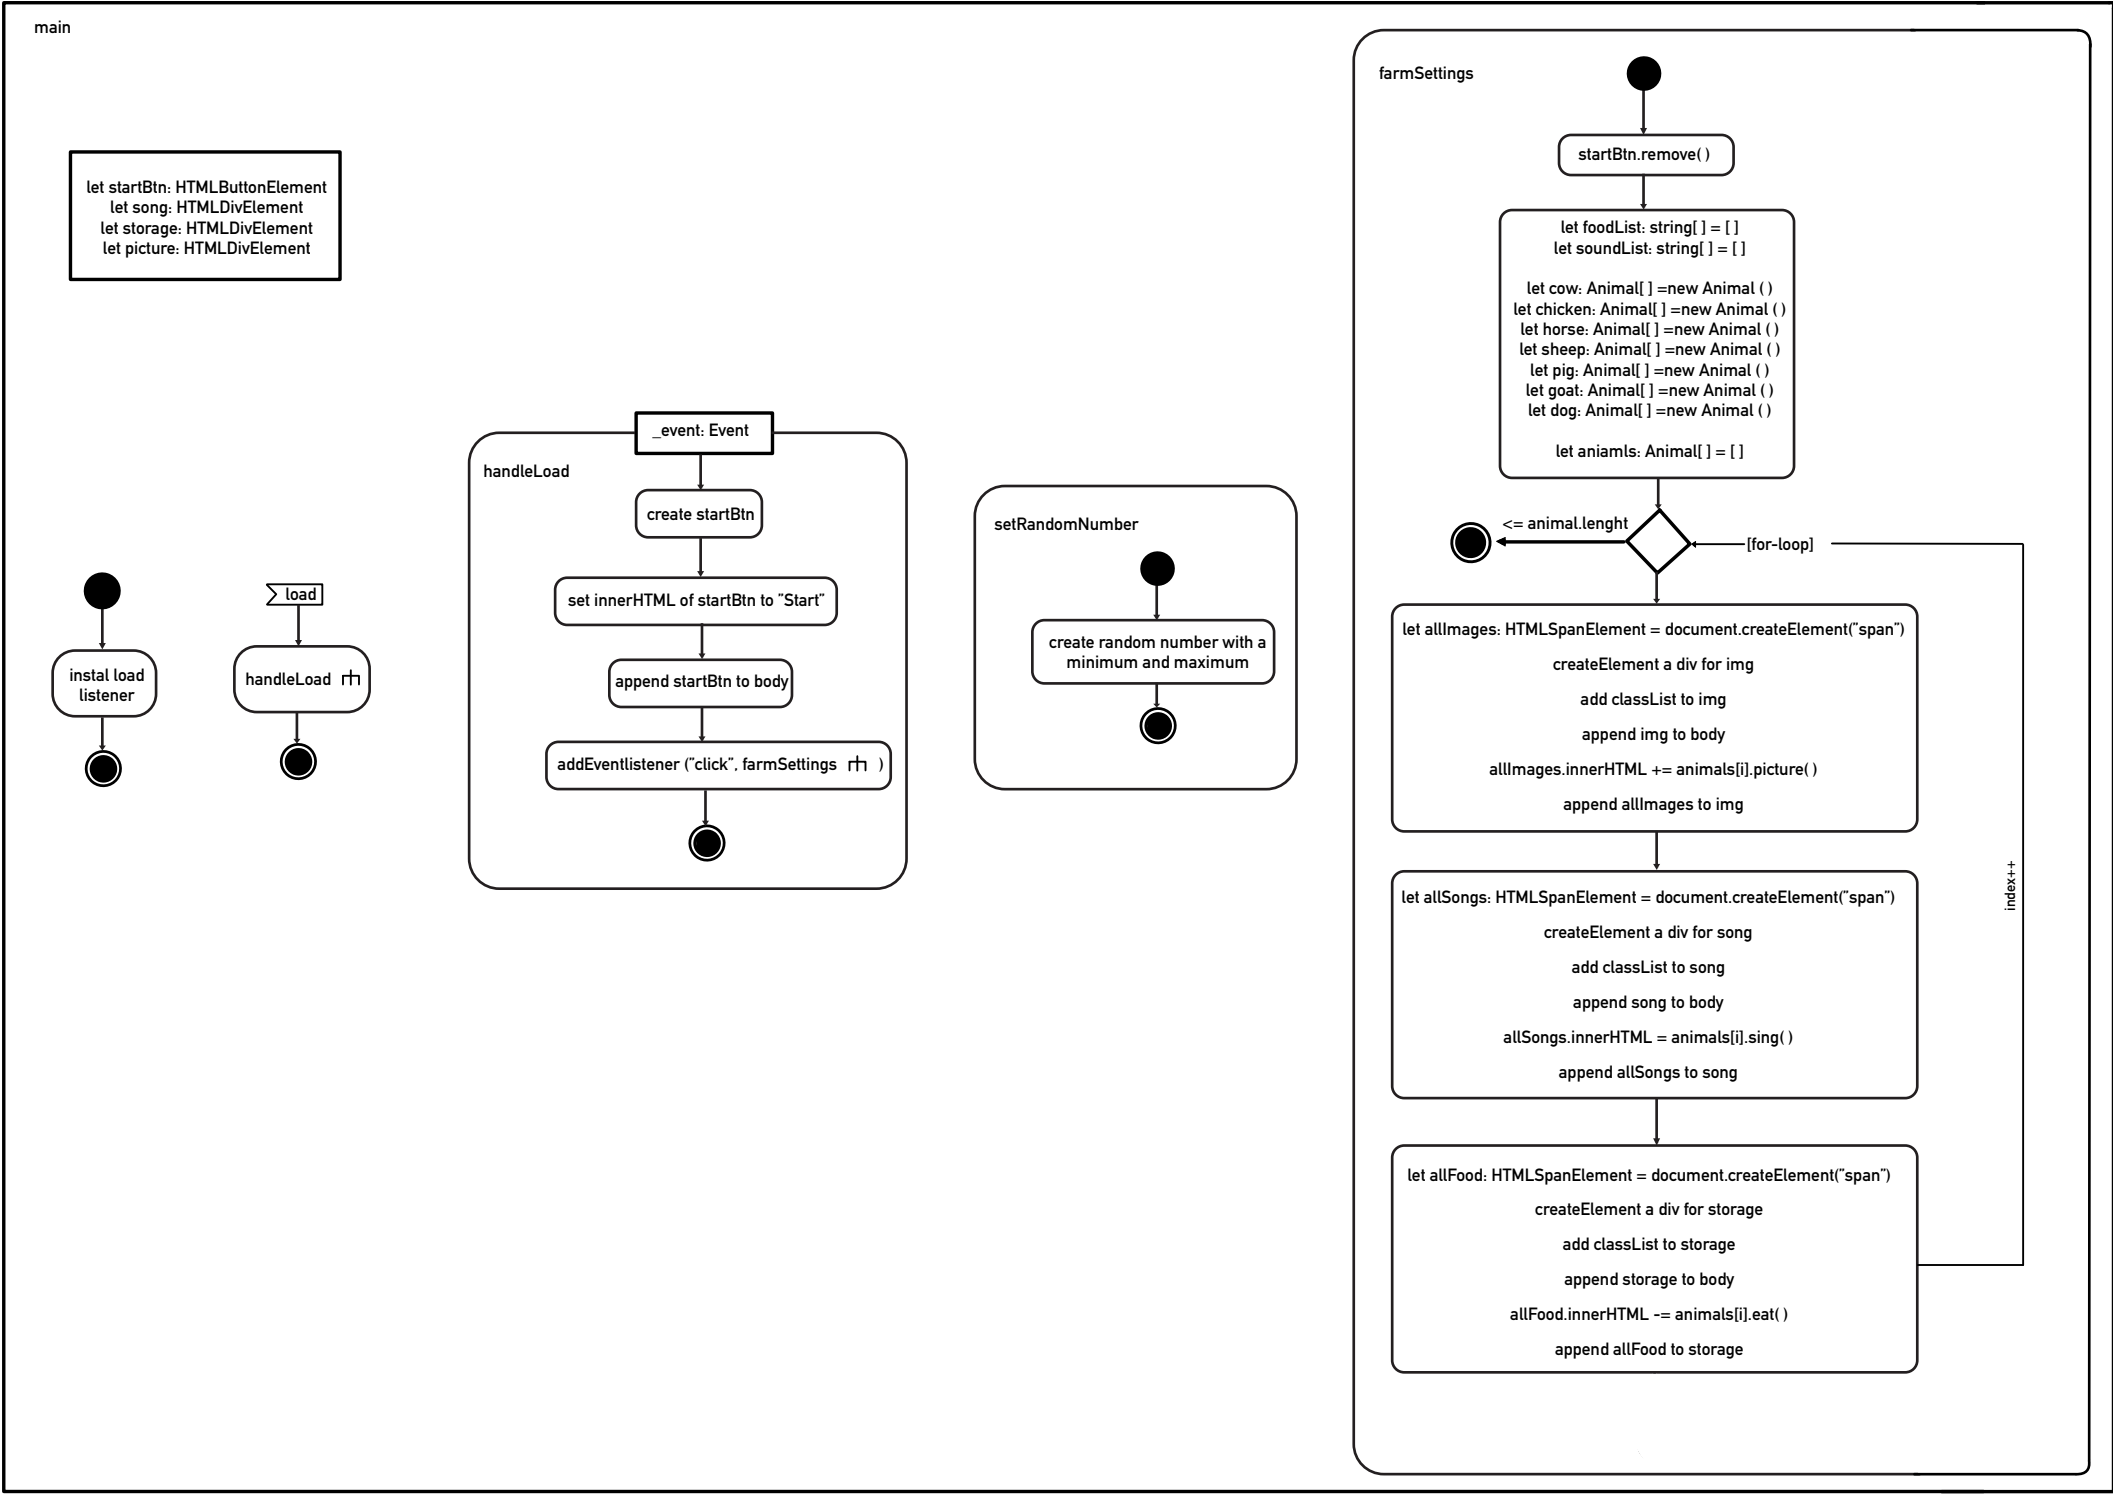 main
let startBtn: HTMLButtonElement
let song: HTMLDivElement
let storage: HTMLDivElement
let picture: HTMLDivElement
instal load
listener
load
handleLoad
_event: Event
handleLoad
create startBtn
set innerHTML of startBtn to "Start"
append startBtn to body
addEventlistener ("click", farmSettings )
setRandomNumber
create random number with a
minimum and maximum
farmSettings
startBtn.remove( )
let foodList: string[ ] = [ ]
let soundList: string[ ] = [ ]
let cow: Animal[ ] =new Animal ( )
let chicken: Animal[ ] =new Animal ( )
let horse: Animal[ ] =new Animal ( )
let sheep: Animal[ ] =new Animal ( )
let pig: Animal[ ] =new Animal ( )
let goat: Animal[ ] =new Animal ( )
let dog: Animal[ ] =new Animal ( )
let aniamls: Animal[ ] = [ ]
<= animal.lenght
[for-loop]
let allImages: HTMLSpanElement = document.createElement("span")
createElement a div for img
add classList to img
append img to body
allImages.innerHTML += animals[i].picture( )
append allImages to img
index++
let allSongs: HTMLSpanElement = document.createElement("span")
createElement a div for song
add classList to song
append song to body
allSongs.innerHTML = animals[i].sing( )
append allSongs to song
let allFood: HTMLSpanElement = document.createElement("span")
createElement a div for storage
add classList to storage
append storage to body
allFood.innerHTML -= animals[i].eat( )
append allFood to storage